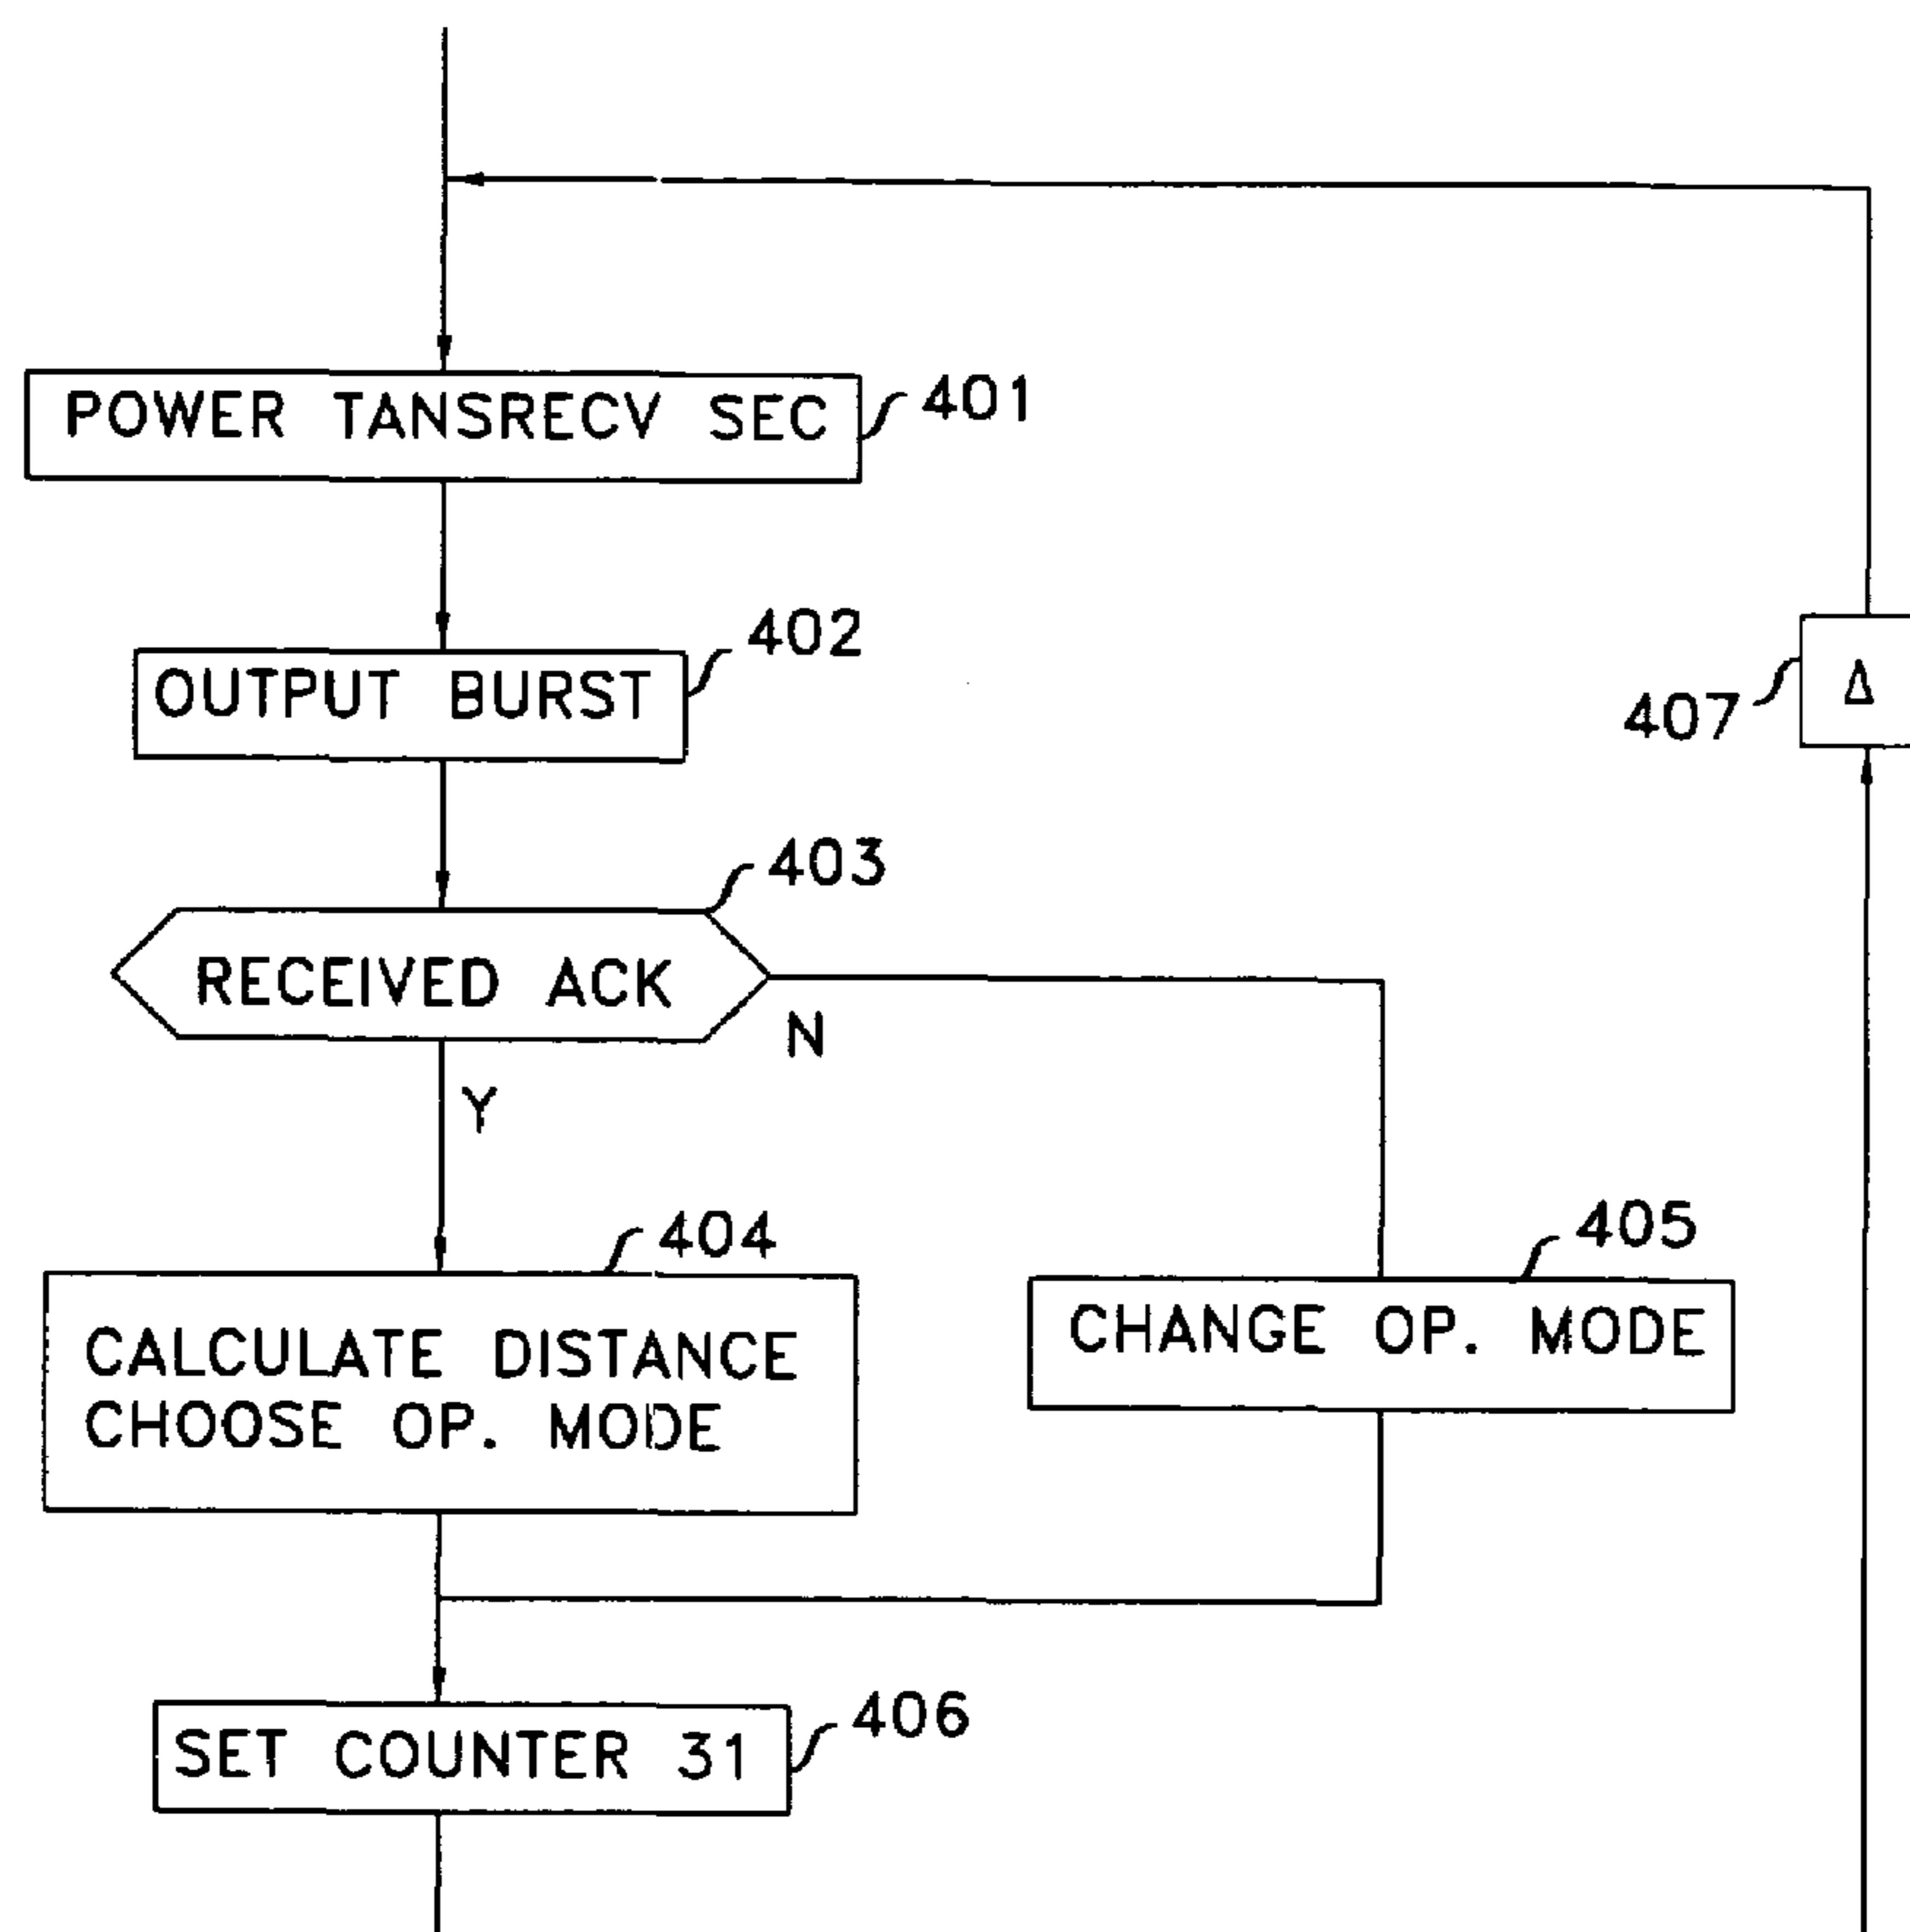 POWER TANSRECV SEC
401
OUTPUT BURST
402
407
Δ
403
RECEIVED ACK
N
Y
404
405
CALCULATE DISTANCE
CHOOSE OP. MODE
CHANGE OP. MODE
406
SET COUNTER 31